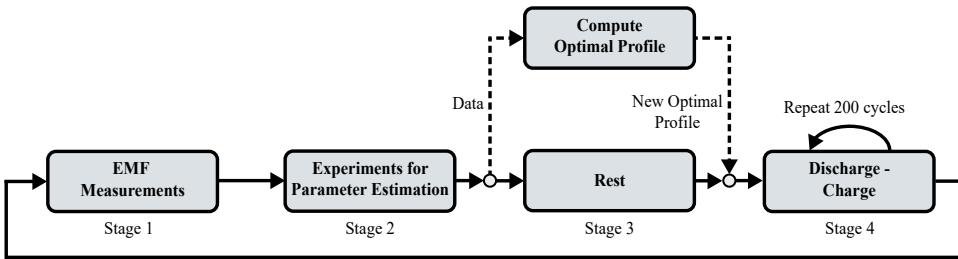 Compute
Optimal Profile
Data
New Optimal
Profile
Repeat 200 cycles
EMF
Measurements
Experiments for
Parameter Estimation
Rest
Discharge -
Charge
Stage 1
Stage 2
Stage 3
Stage 4